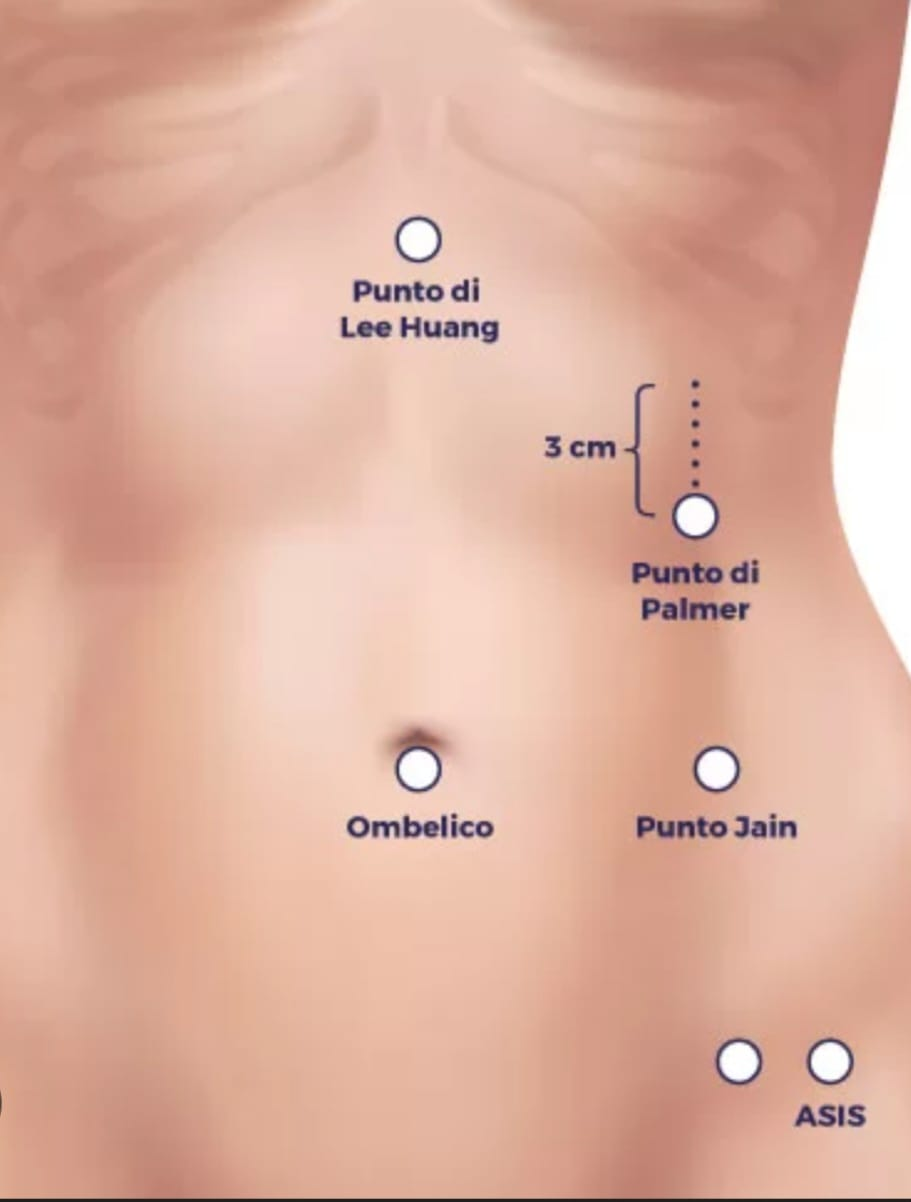 Punto di
Lee Huang
3 cm
Punto di
Palmer
Ombelico
Punto Jain
ASIS